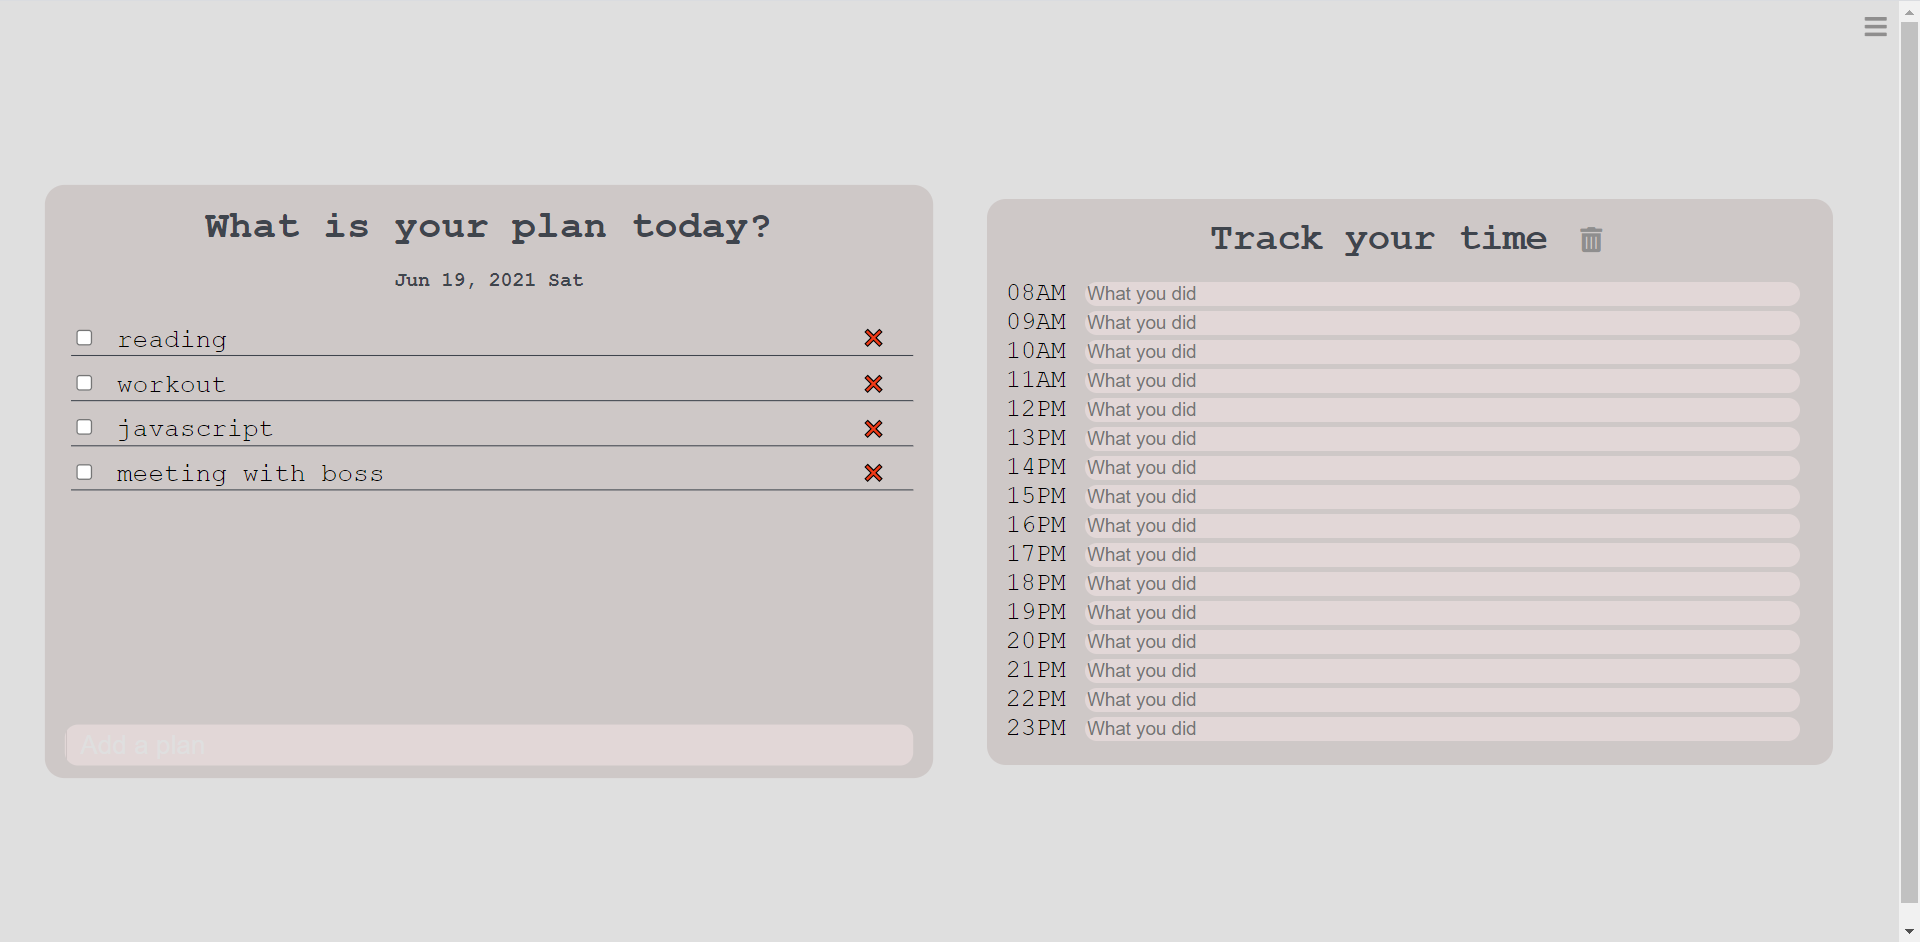 What is your plan today?
Jun 19, 2021 Sat
reading
workout
javascript
meeting with boss
Add a plan
Track your time
08AM What you did
09AM What you did
10AM What you did
11AM What you did
12PM What you did
13PM What you did
14PM What you did
15PM What you did
16PM What you did
17PM What you did
18PM What you did
19PM What you did
20PM What you did
21PM What you did
22PM What you did
23PM What you did